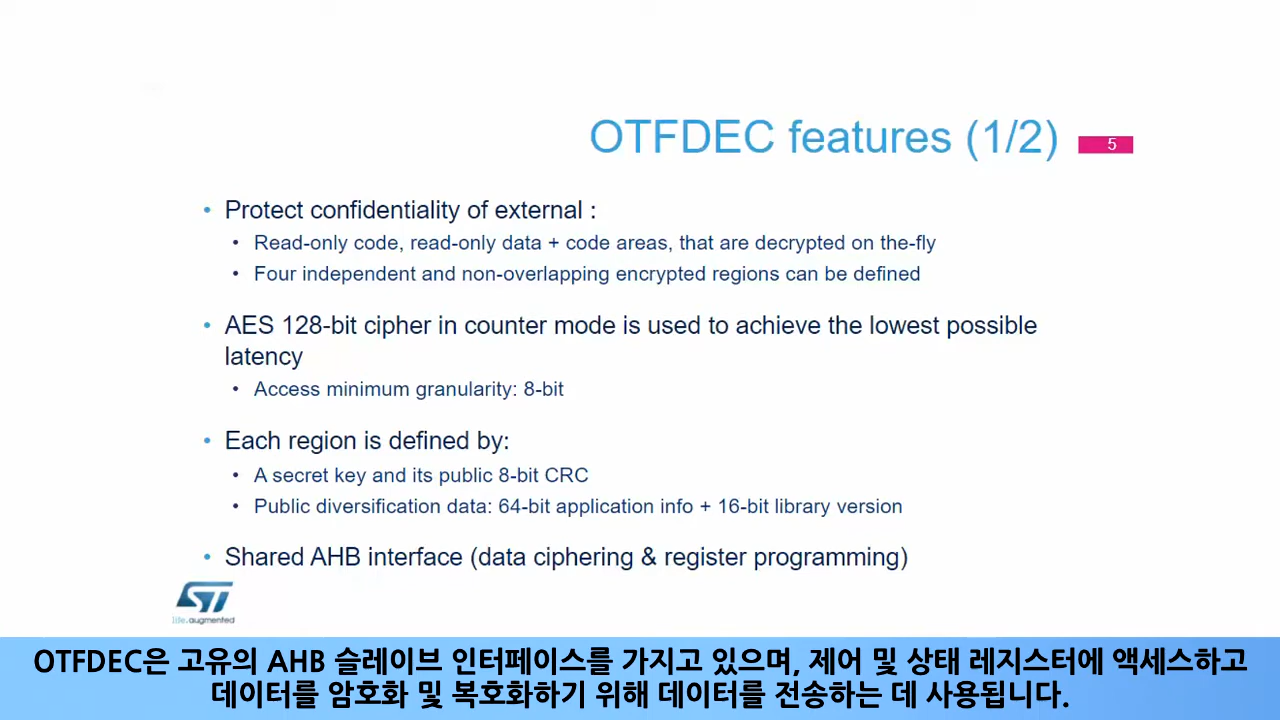 OTFDEC features (1/2)
5
• Protect confidentiality of external :
• Read-only code, read-only data + code areas, that are decrypted on the-fly
• Four independent and non-overlapping encrypted regions can be defined
• AES 128-bit cipher in counter mode is used to achieve the lowest possible
latency
• Access minimum granularity: 8-bit
• Each region is defined by:
• A secret key and its public 8-bit CRC
• Public diversification data: 64-bit application info + 16-bit library version
• Shared AHB interface (data ciphering & register programming)
ST
life.augmented
OTFDEC은 고유의 AHB 슬레이브 인터페이스를 가지고 있으며, 제어 및 상태 레지스터에 액세스하고
데이터를 암호화 및 복호화하기 위해 데이터를 전송하는 데 사용됩니다.